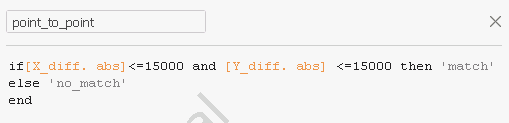 point_to_point
if[X_diff. abs]<=15000 and [Y_diff. abs] <=15000 then 'match'
else 'no_match'
end